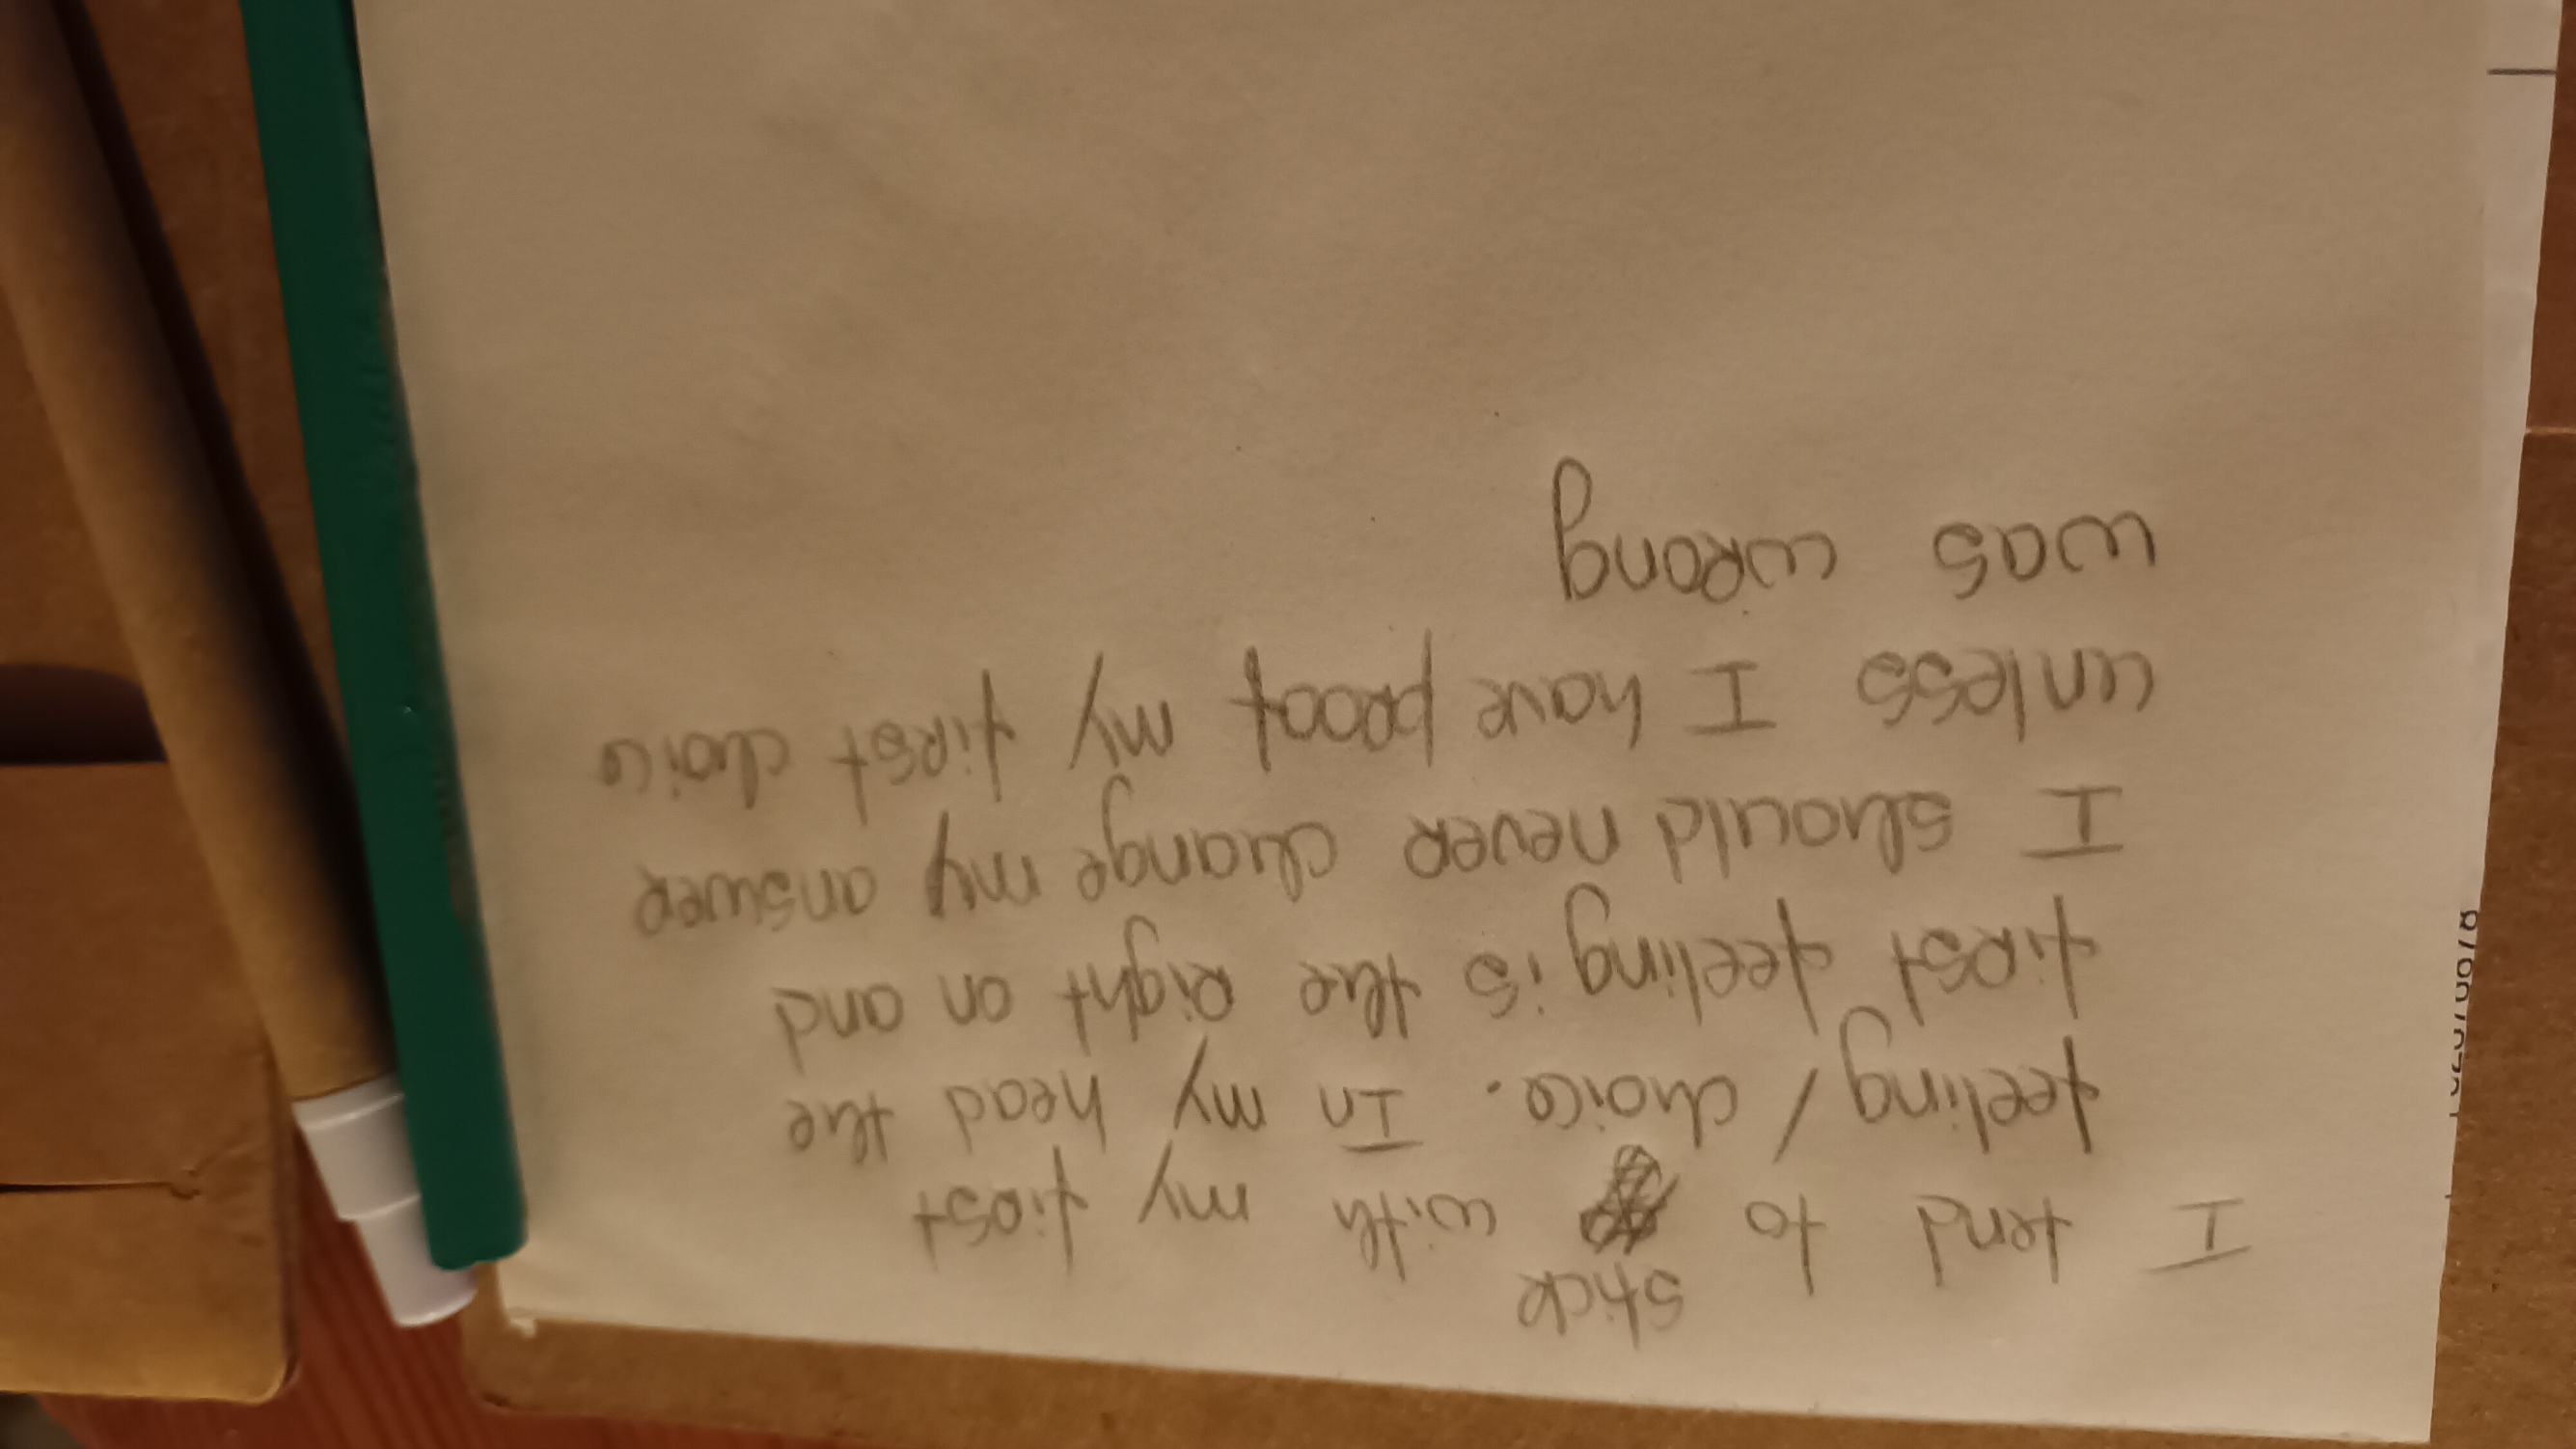 I tend to stick with my first
feeling / choice. In my head the
first feeling is the Right on and
I should never change my answer
unless I have proof my first choice
was wrong